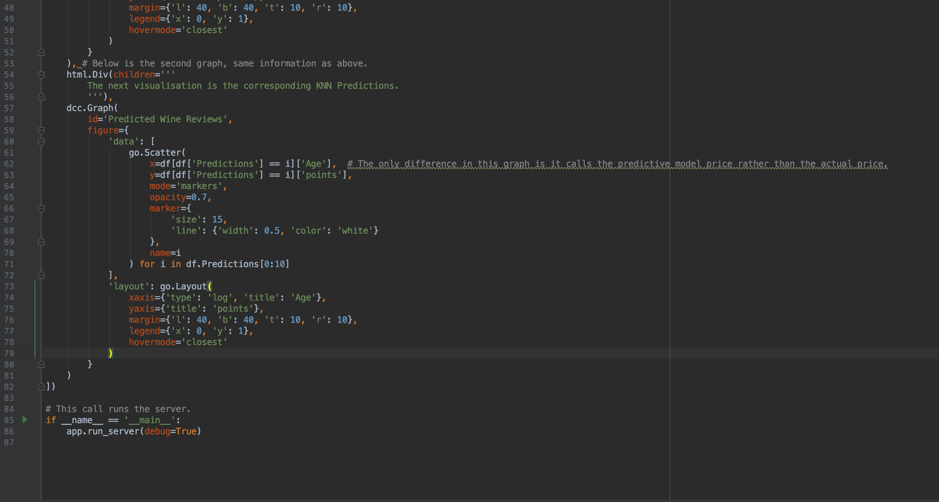 48 margin={'l': 40, 'b': 40, 't': 10, 'r': 10},
49 legend={'x': 0, 'y': 1},
50 hovermode='closest'
51 )
52 }
53 ), # Below is the second graph, same information as above.
54 html.Div(children='''
55 The next visualisation is the corresponding KNN Predictions.
56 '''),
57 dcc.Graph(
58 id='Predicted Wine Reviews',
59 figure={
60 'data': [
61 go.Scatter(
62 x=df[df['Predictions'] == i]['Age'], # The only difference in this graph is it calls the predictive model price rather than the actual price.
63 y=df[df['Predictions'] == i]['points'],
64 mode='markers',
65 opacity=0.7,
66 marker={
67 'size': 15,
68 'line': {'width': 0.5, 'color': 'white'}
69 },
70 name=i
71 ) for i in df.Predictions[0:10]
72 ],
73 'layout': go.Layout(
74 xaxis={'type': 'log', 'title': 'Age'},
75 yaxis={'title': 'points'},
76 margin={'l': 40, 'b': 40, 't': 10, 'r': 10},
77 legend={'x': 0, 'y': 1},
78 hovermode='closest'
79 )
80 }
81 )
82 ])
83
84 # This call runs the server.
85 if __name__ == '__main__':
86 app.run_server(debug=True)
87